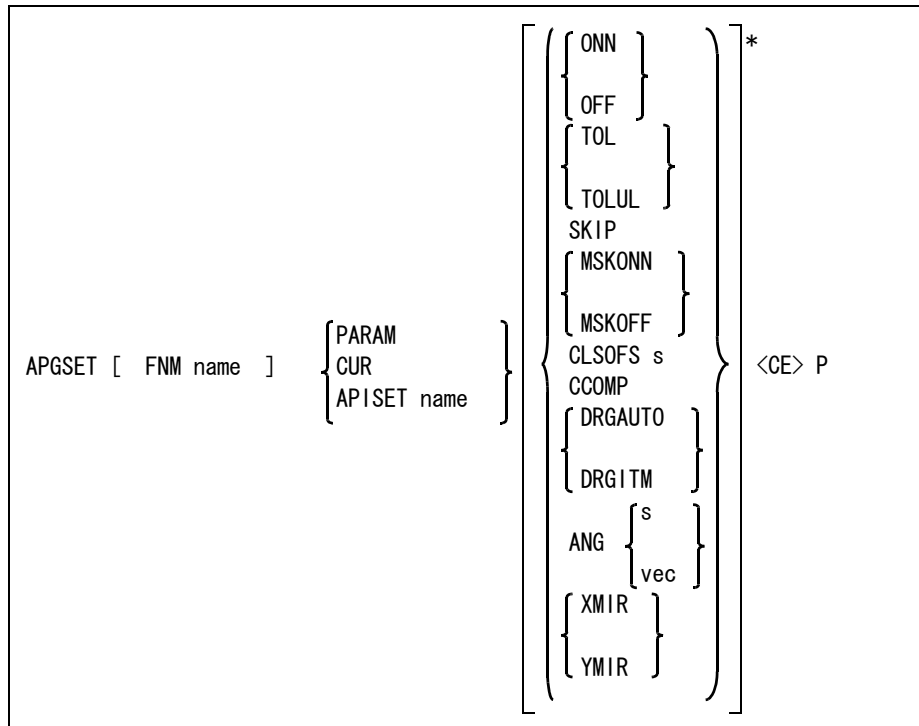 ONN
*
OFF
TOL
TOLUL
SKIP
MSKONN
MSKOFF
PARAM
CLSOFS s
APGSET [ FNM name ] CUR <CE> P
CCOMP
APISET name
DRGAUTO
DRGITM
s
ANG
vec
XMIR
YMIR